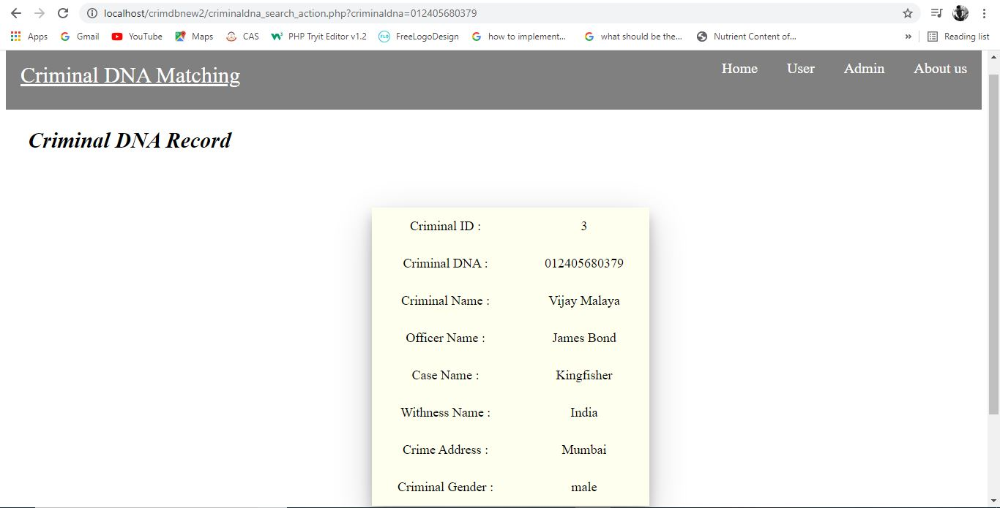 localhost/crimdbnew2/criminaldna_search_action.php?criminaldna=012405680379
Apps Gmail YouTube Maps CAS PHP Tryit Editor v1.2 FLD FreeLogoDesign how to implement... what should be the... Nutrient Content of... » Reading list
Criminal DNA Matching Home User Admin About us
Criminal DNA Record
Criminal ID : 3
Criminal DNA : 012405680379
Criminal Name : Vijay Malaya
Officer Name : James Bond
Case Name : Kingfisher
Withness Name : India
Crime Address : Mumbai
Criminal Gender : male